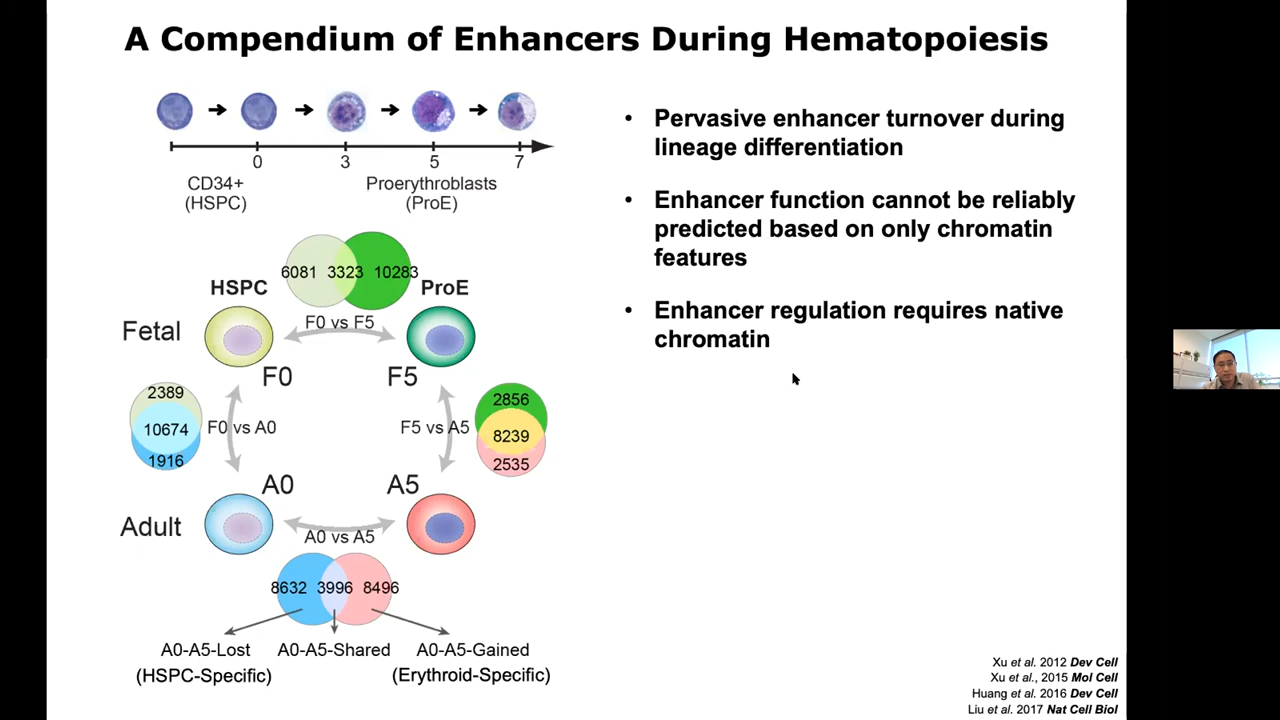 A Compendium of Enhancers During Hematopoiesis
0 3 5 7
CD34+ (HSPC)
Proerythroblasts (ProE)
6081 3323 10283
HSPC ProE
F0 vs F5
Fetal
F0 F5
2389
10674
1916
F0 vs A0
F5 vs A5
2856
8239
2535
A0 A5
Adult
A0 vs A5
8632 3996 8496
A0-A5-Lost
(HSPC-Specific)
A0-A5-Shared
A0-A5-Gained
(Erythroid-Specific)
• Pervasive enhancer turnover during
lineage differentiation
• Enhancer function cannot be reliably
predicted based on only chromatin
features
• Enhancer regulation requires native
chromatin
Xu et al. 2012 Dev Cell
Xu et al., 2015 Mol Cell
Huang et al. 2016 Dev Cell
Liu et al. 2017 Nat Cell Biol